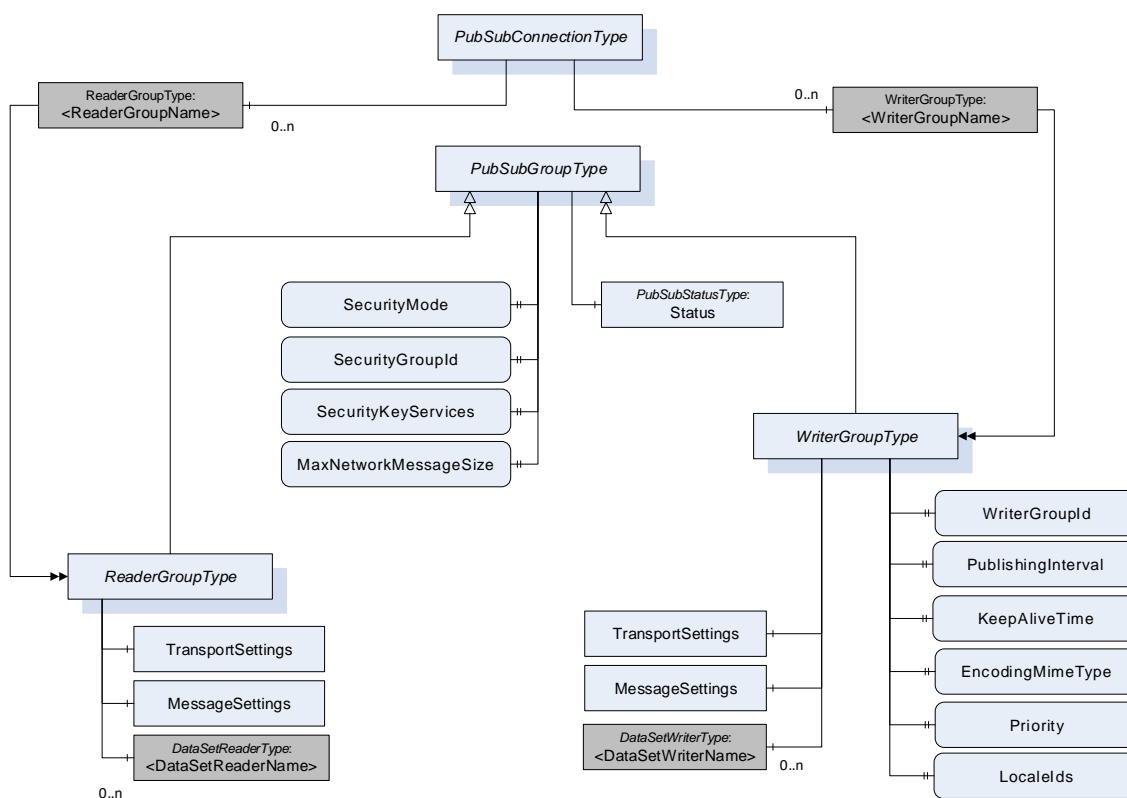 PubSubConnectionType
ReaderGroupType:
<ReaderGroupName>
0..n
0..n
WriterGroupType:
<WriterGroupName>
PubSubGroupType
SecurityMode
PubSubStatusType:
Status
SecurityGroupId
SecurityKeyServices
MaxNetworkMessageSize
WriterGroupType
WriterGroupId
PublishingInterval
KeepAliveTime
EncodingMimeType
Priority
LocaleIds
ReaderGroupType
TransportSettings
MessageSettings
DataSetReaderType:
<DataSetReaderName>
0..n
TransportSettings
MessageSettings
DataSetWriterType:
<DataSetWriterName>
0..n